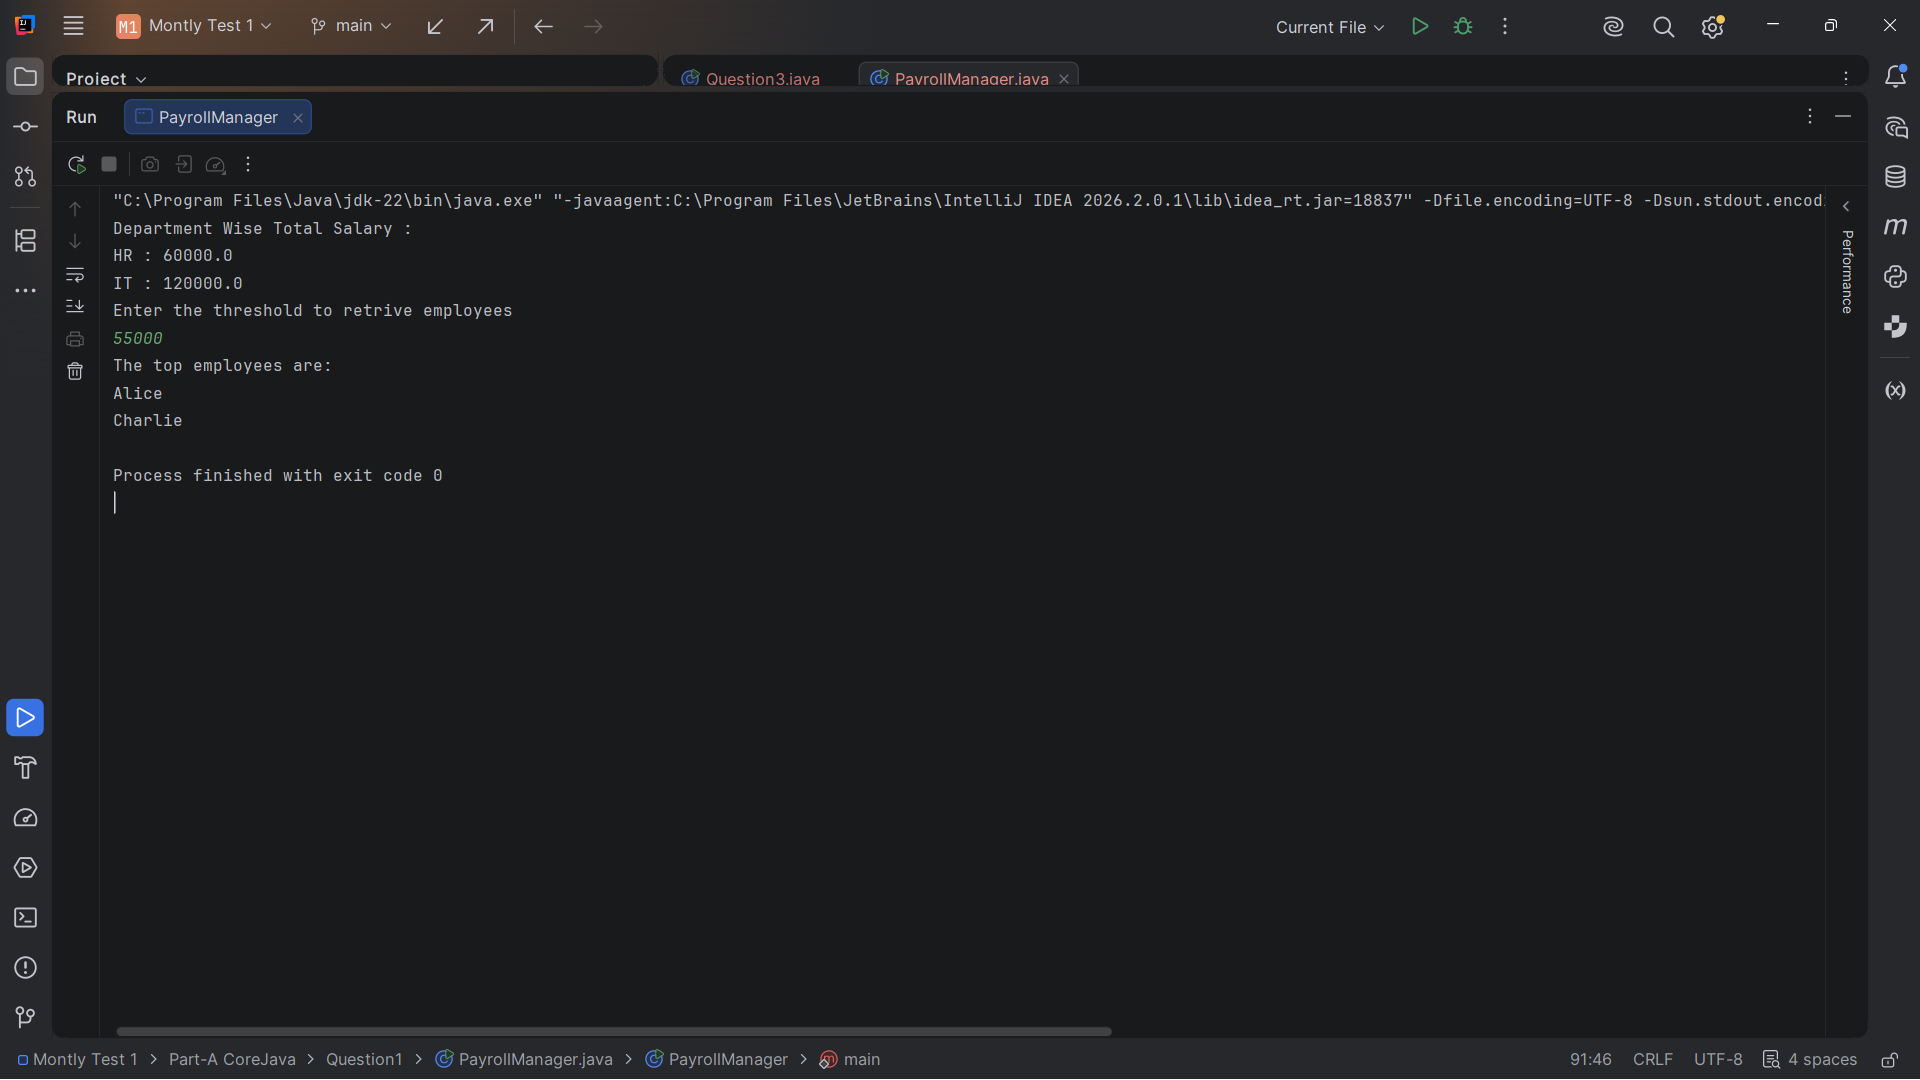 M1 Montly Test 1 main Current File
Project Question3.java PayrollManager.java
Run PayrollManager
"C:\Program Files\Java\jdk-22\bin\java.exe" "-javaagent:C:\Program Files\JetBrains\IntelliJ IDEA 2026.2.0.1\lib\idea_rt.jar=18837" -Dfile.encoding=UTF-8 -Dsun.stdout.encodi
Department Wise Total Salary :
HR : 60000.0
IT : 120000.0
Enter the threshold to retrive employees
55000
The top employees are:
Alice
Charlie
Process finished with exit code 0
Performance
Montly Test 1 > Part-A CoreJava > Question1 > PayrollManager.java > PayrollManager > main 91:46 CRLF UTF-8 4 spaces